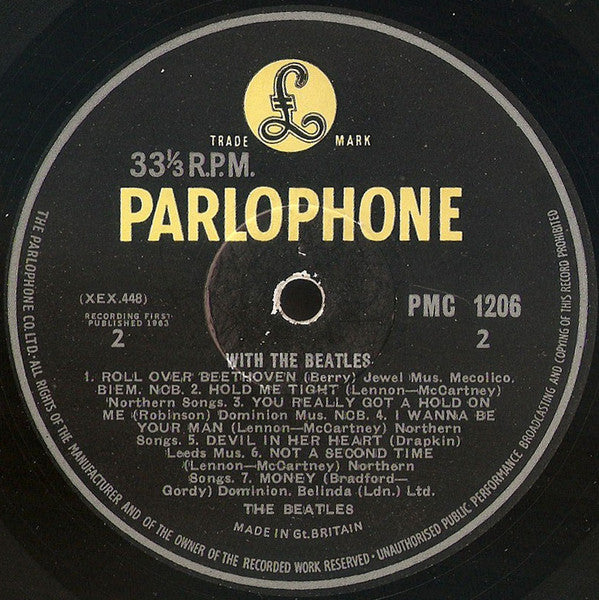 £
TRADE MARK
33⅓ R.P.M.
PARLOPHONE
(XEX.448)
PMC 1206
RECORDING FIRST
PUBLISHED 1963
2
2
WITH THE BEATLES
1. ROLL OVER BEETHOVEN (Berry) Jewel Mus. Mecolico.
BIEM. NCB. 2. HOLD ME TIGHT (Lennon—McCartney)
Northern Songs. 3. YOU REALLY GOT A HOLD ON
ME (Robinson) Dominion Mus. NCB. 4. I WANNA BE
YOUR MAN (Lennon—McCartney) Northern
Songs. 5. DEVIL IN HER HEART (Drapkin)
Leeds Mus. 6. NOT A SECOND TIME
(Lennon—McCartney) Northern
Songs. 7. MONEY (Bradford—
Gordy) Dominion. Belinda (Ldn.) Ltd.
THE BEATLES
MADE IN Gt. BRITAIN
THE PARLOPHONE CO. LTD. · ALL RIGHTS OF THE MANUFACTURER AND OF THE OWNER OF THE RECORDED WORK RESERVED · UNAUTHORISED PUBLIC PERFORMANCE BROADCASTING AND COPYING OF THIS RECORD PROHIBITED